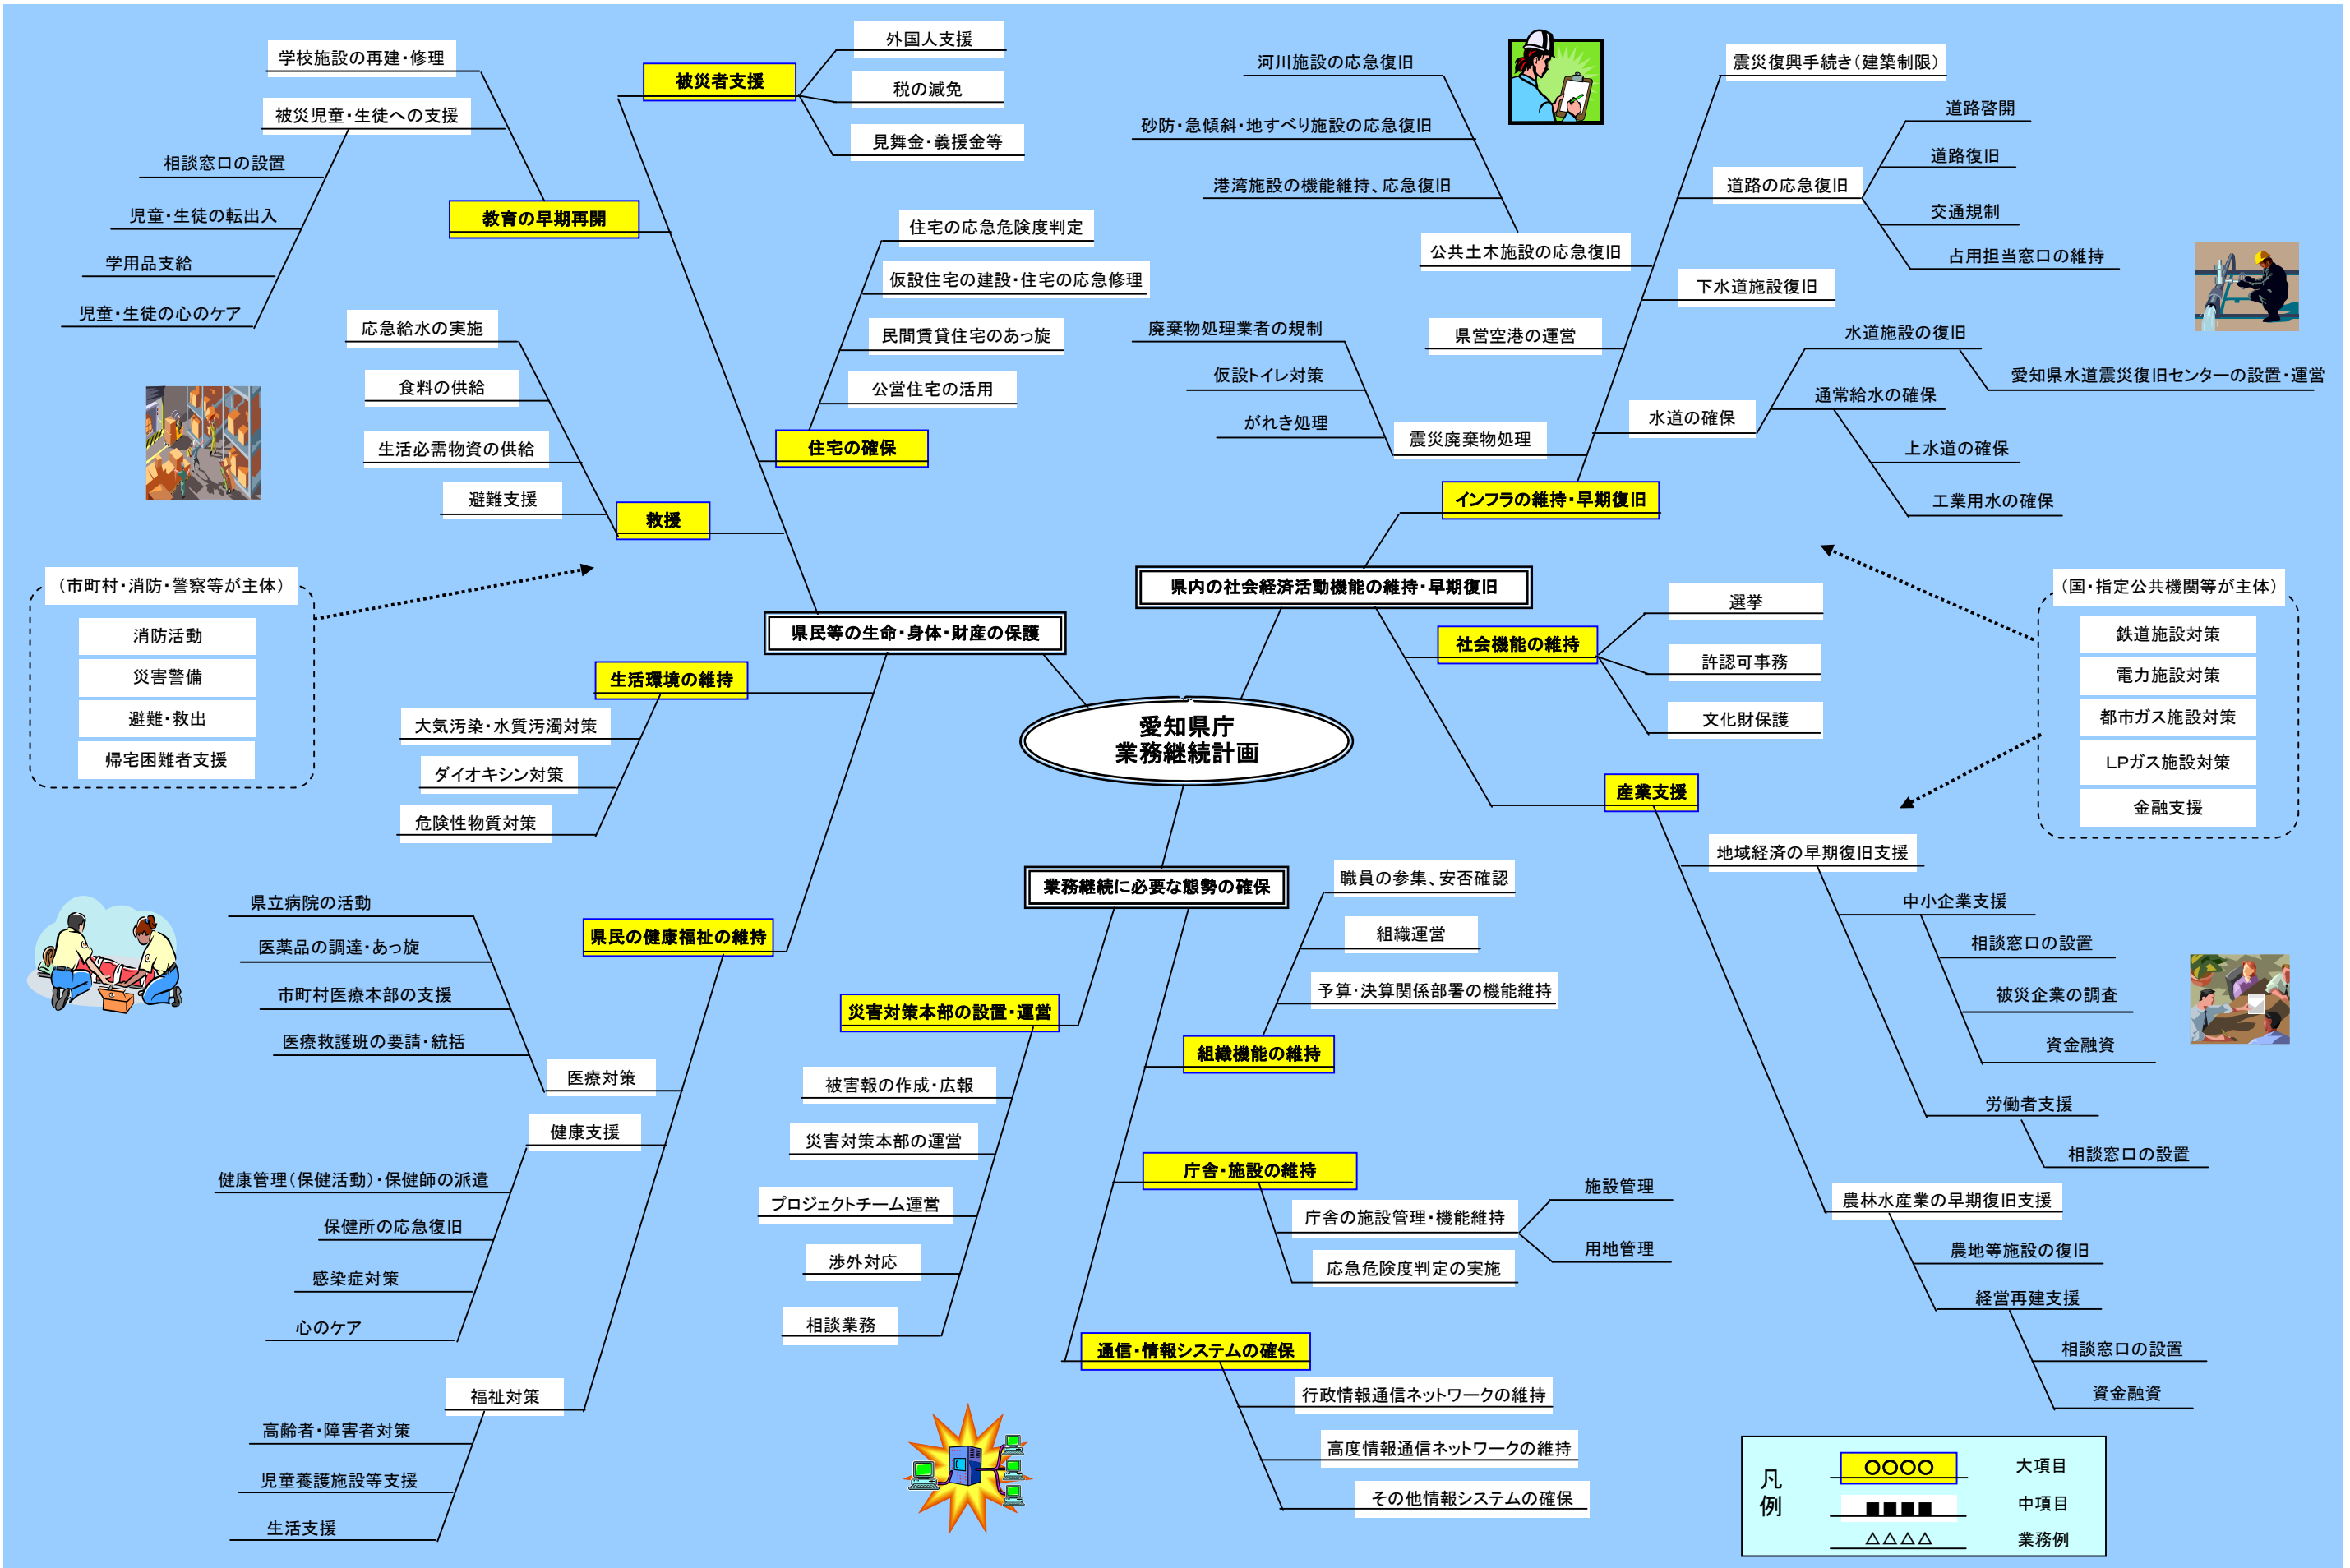 愛知県庁
業務継続計画
県民等の生命・身体・財産の保護
被災者支援
外国人支援
税の減免
見舞金・義援金等
教育の早期再開
学校施設の再建・修理
被災児童・生徒への支援
相談窓口の設置
児童・生徒の転出入
学用品支給
児童・生徒の心のケア
住宅の確保
住宅の応急危険度判定
仮設住宅の建設・住宅の応急修理
民間賃貸住宅のあっ旋
公営住宅の活用
救援
応急給水の実施
食料の供給
生活必需物資の供給
避難支援
(市町村・消防・警察等が主体)
消防活動
災害警備
避難・救出
帰宅困難者支援
生活環境の維持
大気汚染・水質汚濁対策
ダイオキシン対策
危険性物質対策
県民の健康福祉の維持
医療対策
県立病院の活動
医薬品の調達・あっ旋
市町村医療本部の支援
医療救護班の要請・統括
健康支援
健康管理(保健活動)・保健師の派遣
保健所の応急復旧
感染症対策
心のケア
福祉対策
高齢者・障害者対策
児童養護施設等支援
生活支援
県内の社会経済活動機能の維持・早期復旧
インフラの維持・早期復旧
震災復興手続き(建築制限)
道路の応急復旧
道路啓開
道路復旧
交通規制
占用担当窓口の維持
公共土木施設の応急復旧
河川施設の応急復旧
砂防・急傾斜・地すべり施設の応急復旧
港湾施設の機能維持、応急復旧
下水道施設復旧
県営空港の運営
水道の確保
水道施設の復旧
愛知県水道震災復旧センターの設置・運営
通常給水の確保
上水道の確保
工業用水の確保
震災廃棄物処理
廃棄物処理業者の規制
仮設トイレ対策
がれき処理
社会機能の維持
選挙
許認可事務
文化財保護
(国・指定公共機関等が主体)
鉄道施設対策
電力施設対策
都市ガス施設対策
LPガス施設対策
金融支援
産業支援
地域経済の早期復旧支援
中小企業支援
相談窓口の設置
被災企業の調査
資金融資
労働者支援
相談窓口の設置
農林水産業の早期復旧支援
農地等施設の復旧
経営再建支援
相談窓口の設置
資金融資
業務継続に必要な態勢の確保
災害対策本部の設置・運営
被害報の作成・広報
災害対策本部の運営
プロジェクトチーム運営
渉外対応
相談業務
組織機能の維持
職員の参集、安否確認
組織運営
予算・決算関係部署の機能維持
庁舎・施設の維持
庁舎の施設管理・機能維持
施設管理
用地管理
応急危険度判定の実施
通信・情報システムの確保
行政情報通信ネットワークの維持
高度情報通信ネットワークの維持
その他情報システムの確保
凡例
○○○○ 大項目
■■■■ 中項目
△△△△ 業務例